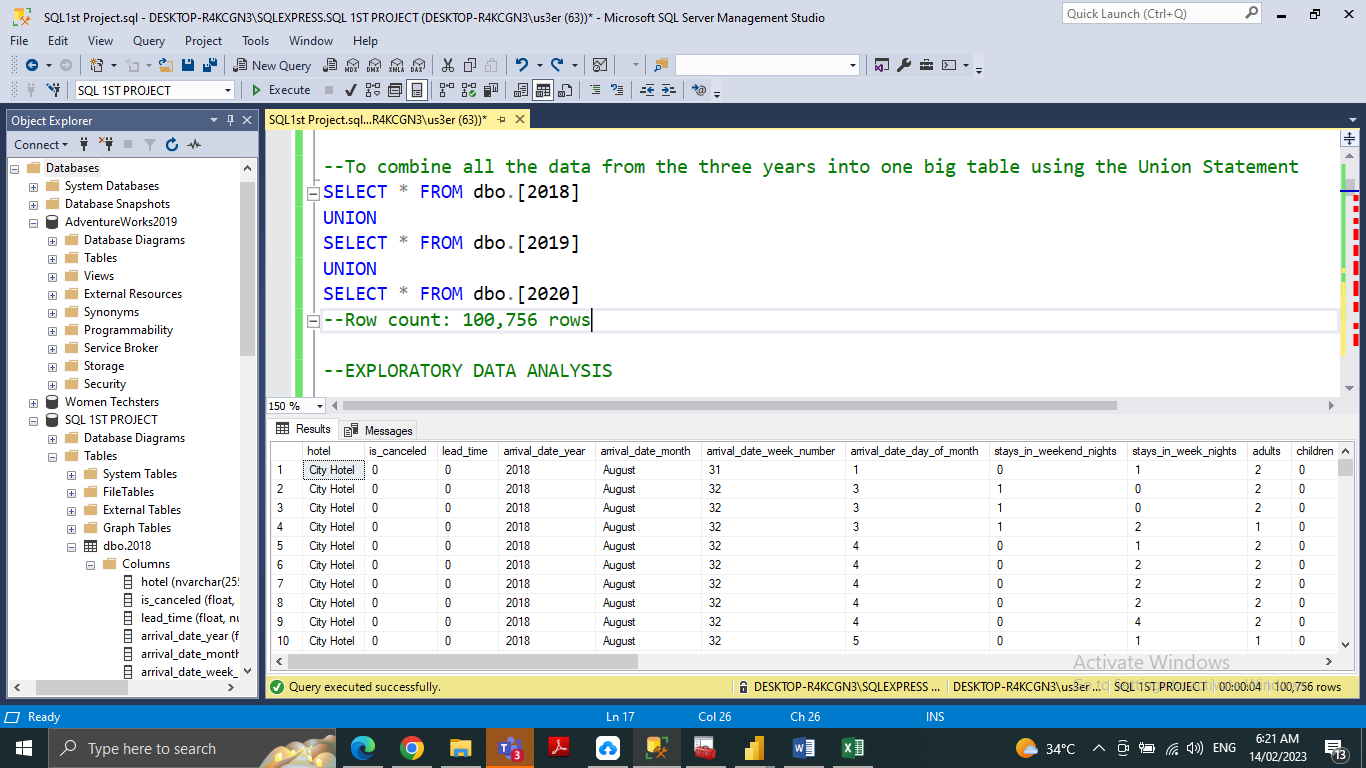 SQL1st Project.sql - DESKTOP-R4KCGN3\SQLEXPRESS.SQL 1ST PROJECT (DESKTOP-R4KCGN3\us3er (63))* - Microsoft SQL Server Management Studio
Quick Launch (Ctrl+Q)
File Edit View Query Project Tools Window Help
New Query MDX DMX XMLA DAX
SQL 1ST PROJECT Execute
Object Explorer
SQL1st Project.sql...R4KCGN3\us3er (63))*
Connect
Databases
System Databases
Database Snapshots
AdventureWorks2019
Database Diagrams
Tables
Views
External Resources
Synonyms
Programmability
Service Broker
Storage
Security
Women Techsters
SQL 1ST PROJECT
Database Diagrams
Tables
System Tables
FileTables
External Tables
Graph Tables
dbo.2018
Columns
hotel (nvarchar(25
is_canceled (float,
lead_time (float, nu
arrival_date_year (f
arrival_date_month
arrival_date_week_
--To combine all the data from the three years into one big table using the Union Statement
SELECT * FROM dbo.[2018]
UNION
SELECT * FROM dbo.[2019]
UNION
SELECT * FROM dbo.[2020]
--Row count: 100,756 rows
--EXPLORATORY DATA ANALYSIS
150 %
Results Messages
hotel is_canceled lead_time arrival_date_year arrival_date_month arrival_date_week_number arrival_date_day_of_month stays_in_weekend_nights stays_in_week_nights adults children
1 City Hotel 0 0 2018 August 31 1 0 1 2 0
2 City Hotel 0 0 2018 August 32 3 1 0 2 0
3 City Hotel 0 0 2018 August 32 3 1 0 2 0
4 City Hotel 0 0 2018 August 32 3 1 2 1 0
5 City Hotel 0 0 2018 August 32 4 0 1 2 0
6 City Hotel 0 0 2018 August 32 4 0 2 2 0
7 City Hotel 0 0 2018 August 32 4 0 2 2 0
8 City Hotel 0 0 2018 August 32 4 0 2 2 0
9 City Hotel 0 0 2018 August 32 4 0 4 2 0
10 City Hotel 0 0 2018 August 32 5 0 1 1 0
Activate Windows
Go to Settings to activate Windows.
Query executed successfully. DESKTOP-R4KCGN3\SQLEXPRESS ... DESKTOP-R4KCGN3\us3er ... SQL 1ST PROJECT 00:00:04 100,756 rows
Ready Ln 17 Col 26 Ch 26 INS
Type here to search
3
34°C ENG 6:21 AM
14/02/2023
13